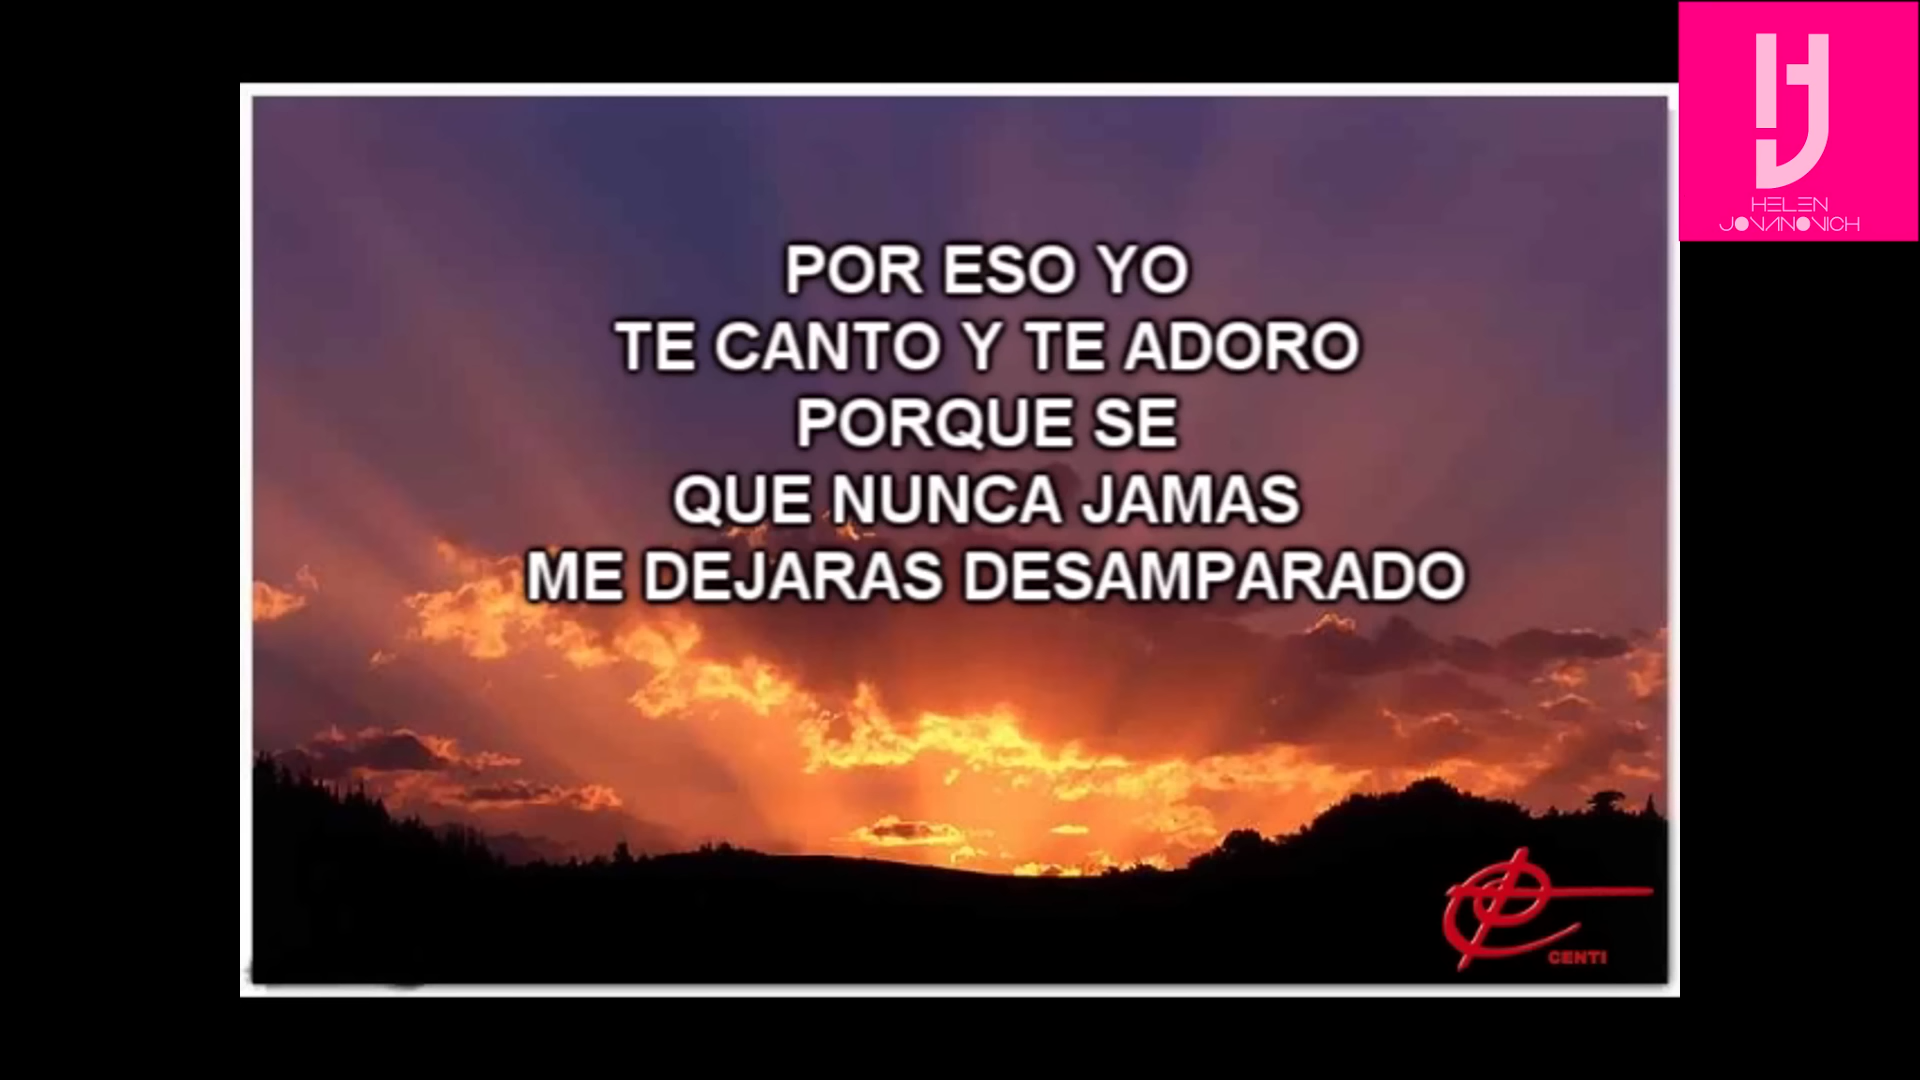 HELEN
JOVANOVICH
POR ESO YO
TE CANTO Y TE ADORO
PORQUE SE
QUE NUNCA JAMAS
ME DEJARAS DESAMPARADO
CENTI